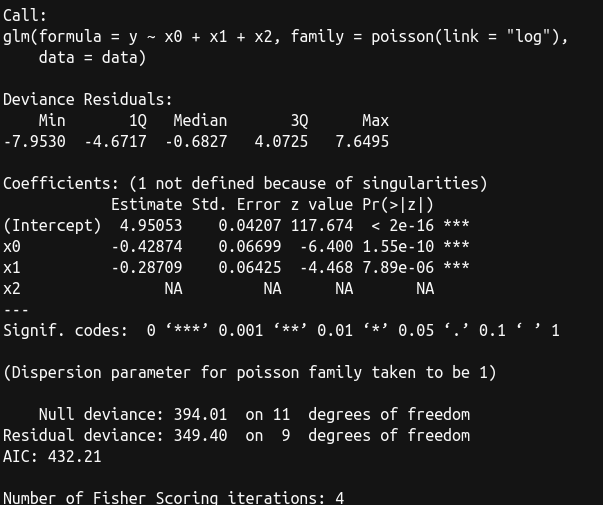 Call:
glm(formula = y ~ x0 + x1 + x2, family = poisson(link = "log"),
    data = data)

Deviance Residuals:
    Min       1Q   Median       3Q      Max
-7.9530  -4.6717  -0.6827   4.0725   7.6495

Coefficients: (1 not defined because of singularities)
            Estimate Std. Error z value Pr(>|z|)
(Intercept)  4.95053    0.04207 117.674  < 2e-16 ***
x0          -0.42874    0.06699  -6.400 1.55e-10 ***
x1          -0.28709    0.06425  -4.468 7.89e-06 ***
x2                NA         NA      NA       NA
---
Signif. codes:  0 ‘***’ 0.001 ‘**’ 0.01 ‘*’ 0.05 ‘.’ 0.1 ‘ ’ 1

(Dispersion parameter for poisson family taken to be 1)

    Null deviance: 394.01  on 11  degrees of freedom
Residual deviance: 349.40  on  9  degrees of freedom
AIC: 432.21

Number of Fisher Scoring iterations: 4